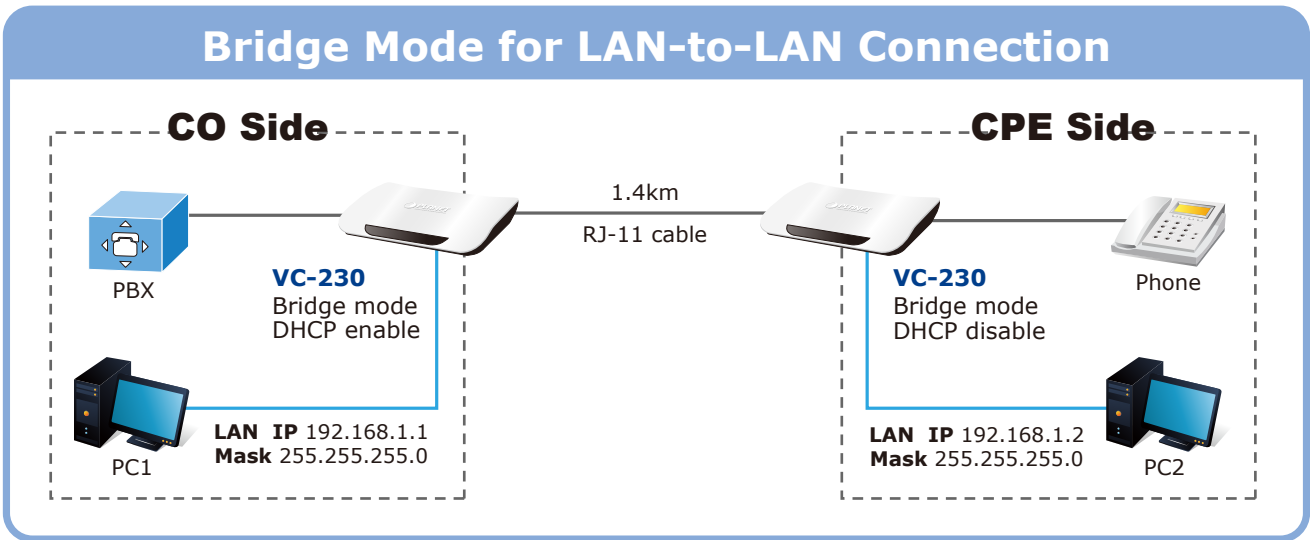 Bridge Mode for LAN-to-LAN Connection
CO Side
CPE Side
1.4km
RJ-11 cable
PBX
VC-230
Bridge mode
DHCP enable
VC-230
Bridge mode
DHCP disable
Phone
LAN IP 192.168.1.1
Mask 255.255.255.0
PC1
LAN IP 192.168.1.2
Mask 255.255.255.0
PC2